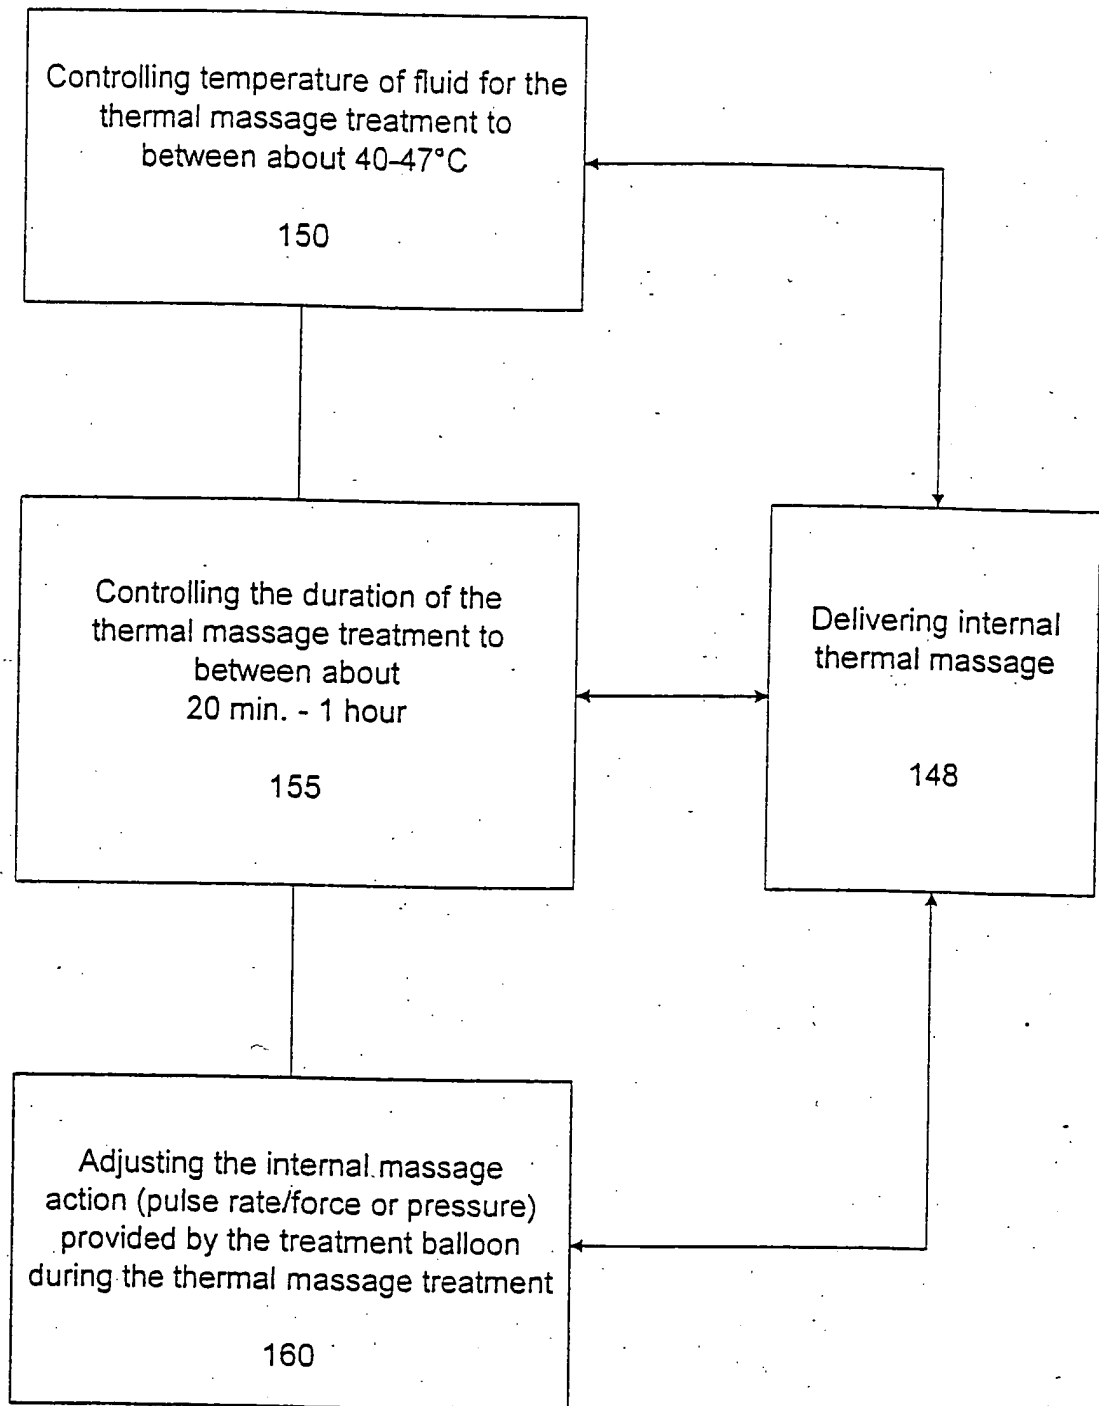 Controlling temperature of fluid for the
thermal massage treatment to
between about 40-47°C
150
Controlling the duration of the
thermal massage treatment to
between about
20 min. - 1 hour
155
Delivering internal
thermal massage
148
Adjusting the internal massage
action (pulse rate/force or pressure)
provided by the treatment balloon
during the thermal massage treatment
160